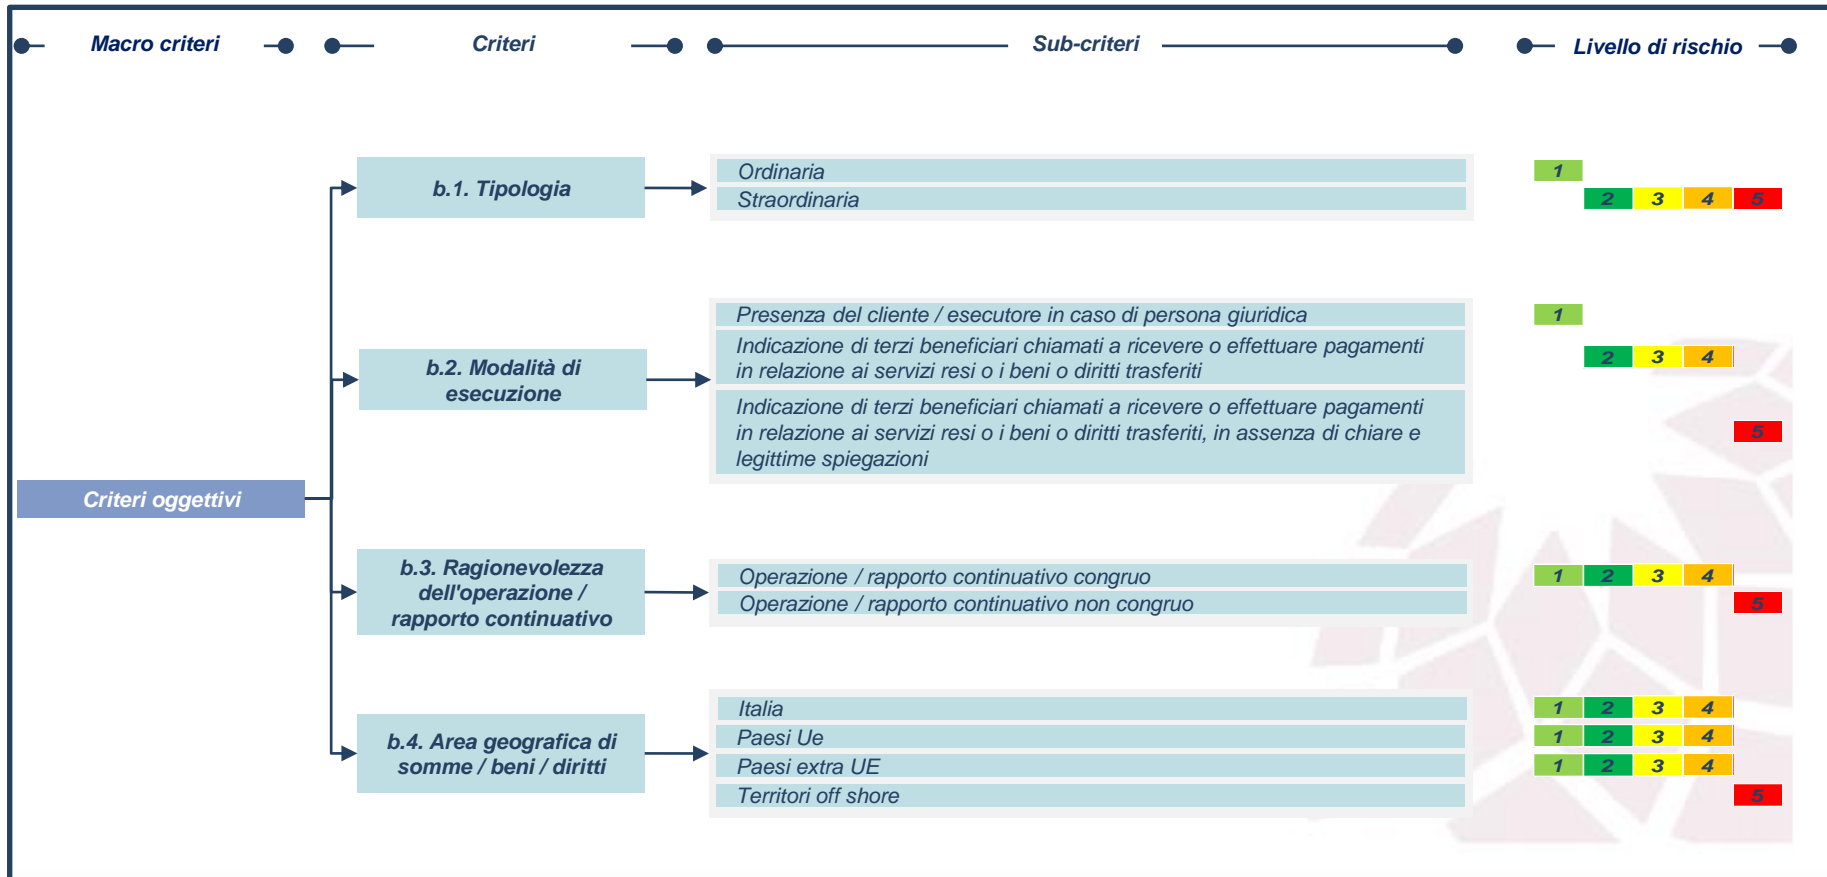 Macro criteri
Criteri
Sub-criteri
Livello di rischio
Criteri oggettivi
b.1. Tipologia
Ordinaria
1
Straordinaria
2 3 4 5
b.2. Modalità di
esecuzione
Presenza del cliente / esecutore in caso di persona giuridica
1
Indicazione di terzi beneficiari chiamati a ricevere o effettuare pagamenti
in relazione ai servizi resi o i beni o diritti trasferiti
2 3 4
Indicazione di terzi beneficiari chiamati a ricevere o effettuare pagamenti
in relazione ai servizi resi o i beni o diritti trasferiti, in assenza di chiare e
legittime spiegazioni
5
b.3. Ragionevolezza
dell'operazione /
rapporto continuativo
Operazione / rapporto continuativo congruo
1 2 3 4
Operazione / rapporto continuativo non congruo
5
b.4. Area geografica di
somme / beni / diritti
Italia
1 2 3 4
Paesi Ue
1 2 3 4
Paesi extra UE
1 2 3 4
Territori off shore
5